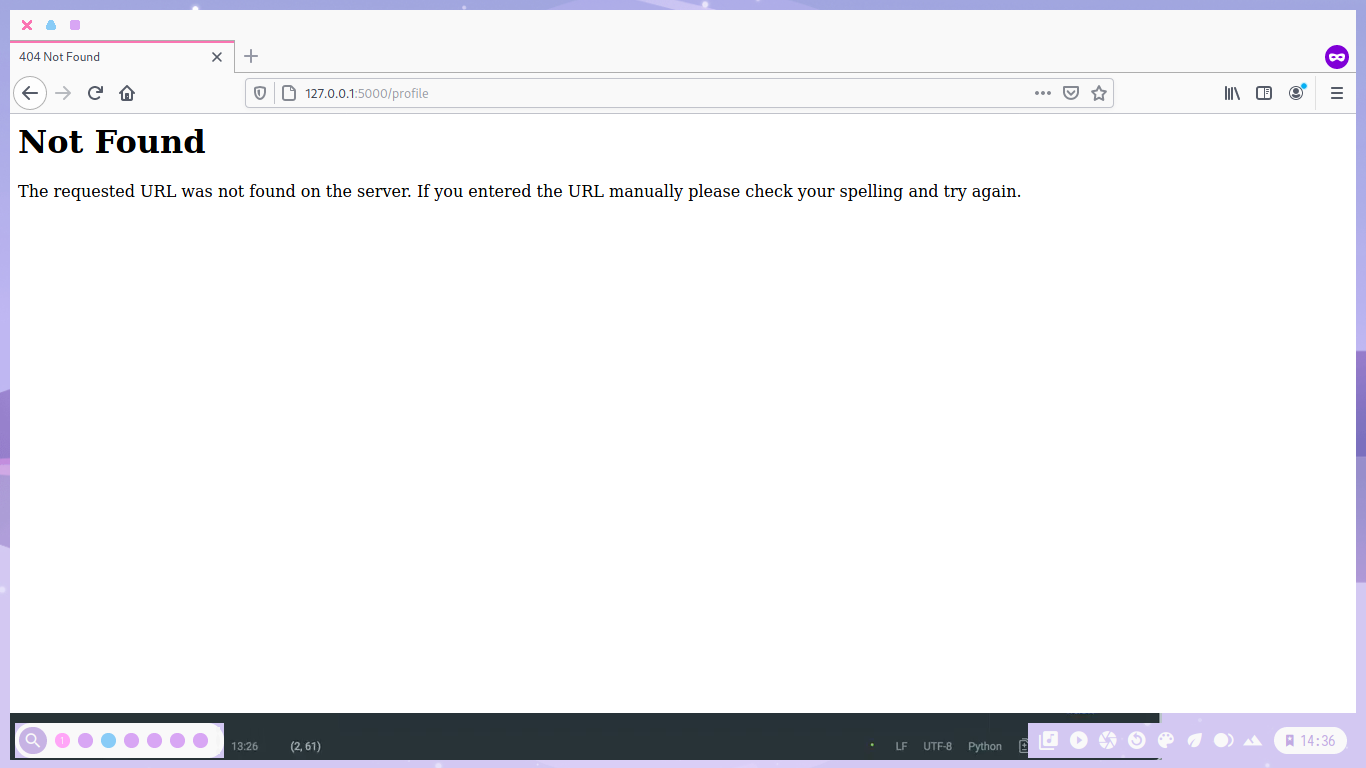 404 Not Found
127.0.0.1:5000/profile
Not Found
The requested URL was not found on the server. If you entered the URL manually please check your spelling and try again.
13:26 (2, 61) LF UTF-8 Python
14:36